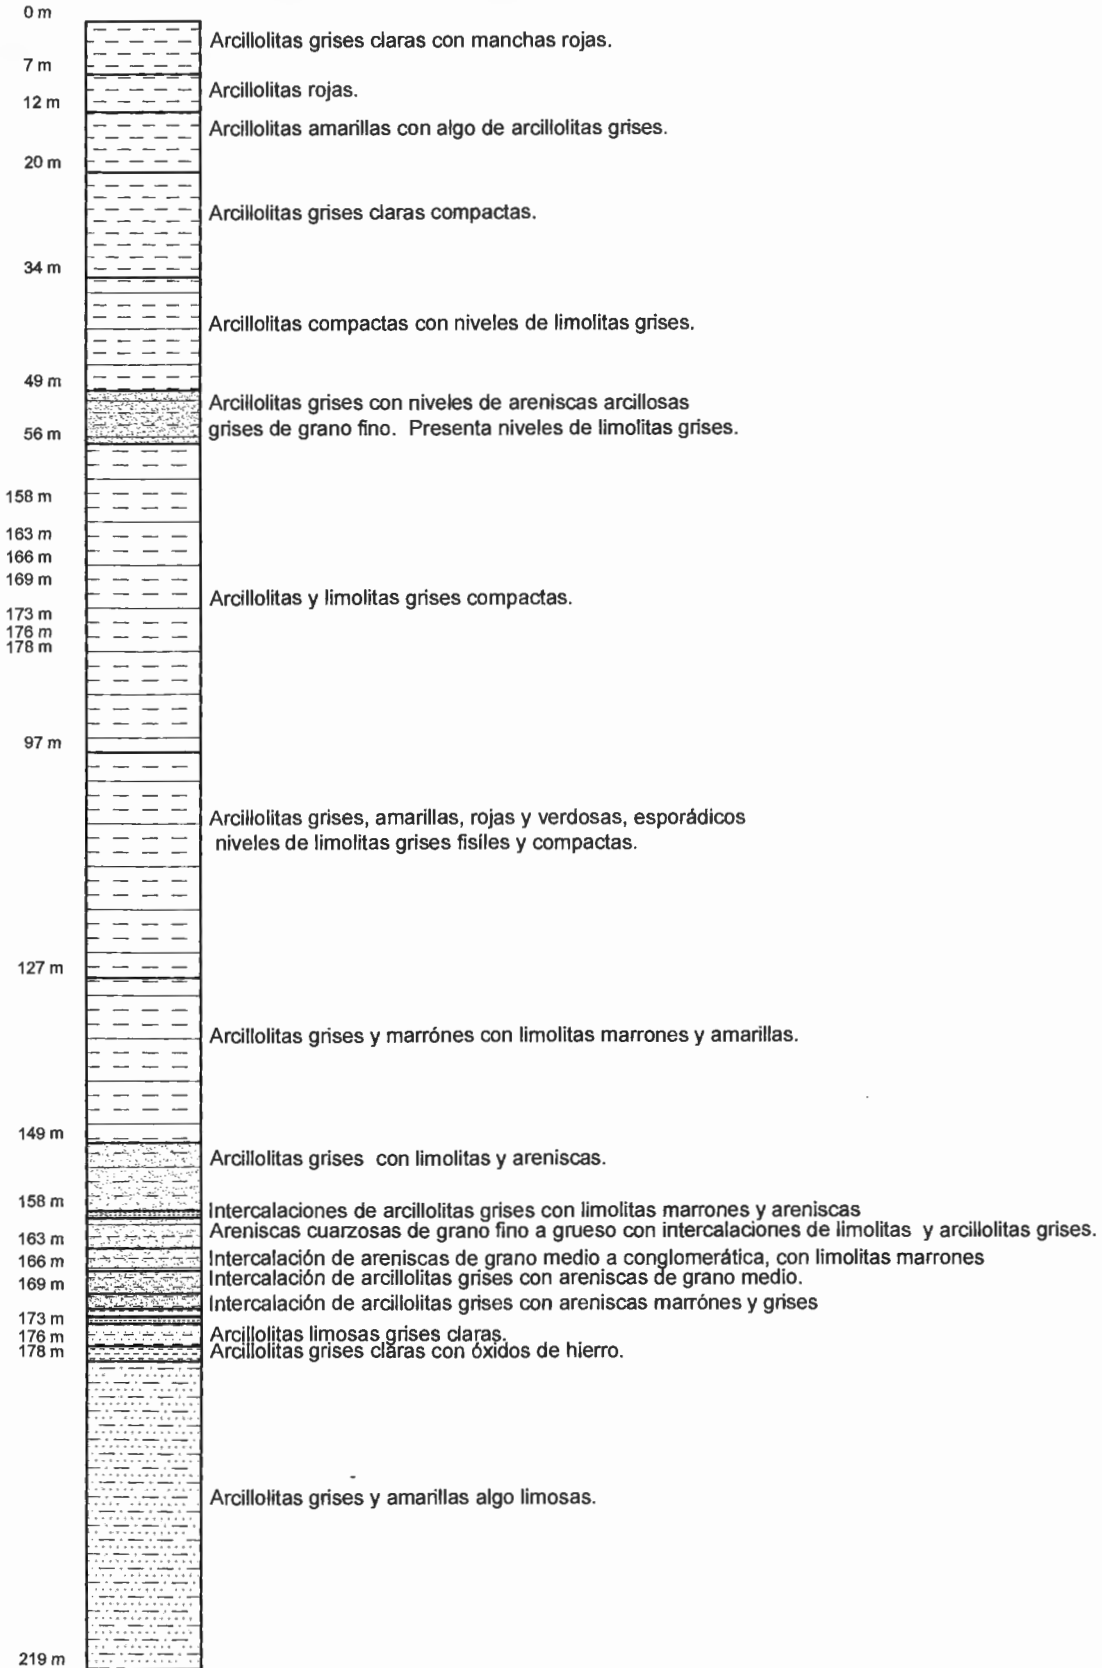 0 m
Arcillolitas grises claras con manchas rojas.
7 m
Arcillolitas rojas.
12 m
Arcillolitas amarillas con algo de arcillolitas grises.
20 m
Arcillolitas grises claras compactas.
34 m
Arcillolitas compactas con niveles de limolitas grises.
49 m
Arcillolitas grises con niveles de areniscas arcillosas
grises de grano fino. Presenta niveles de limolitas grises.
56 m
158 m
163 m
166 m
169 m
Arcillolitas y limolitas grises compactas.
173 m
176 m
178 m
97 m
Arcillolitas grises, amarillas, rojas y verdosas, esporádicos
niveles de limolitas grises fisíles y compactas.
127 m
Arcillolitas grises y marrónes con limolitas marrones y amarillas.
149 m
Arcillolitas grises con limolitas y areniscas.
158 m
Intercalaciones de arcillolitas grises con limolitas marrones y areniscas
Areniscas cuarzosas de grano fino a grueso con intercalaciones de limolitas y arcillolitas grises.
163 m
Intercalación de areniscas de grano medio a conglomerática, con limolitas marrones
166 m
Intercalación de arcillolitas grises con areniscas de grano medio.
169 m
Intercalación de arcillolitas grises con areniscas marrónes y grises
173 m
Arcillolitas limosas grises claras.
176 m
Arcillolitas grises claras con óxidos de hierro.
178 m
Arcillolitas grises y amarillas algo limosas.
219 m